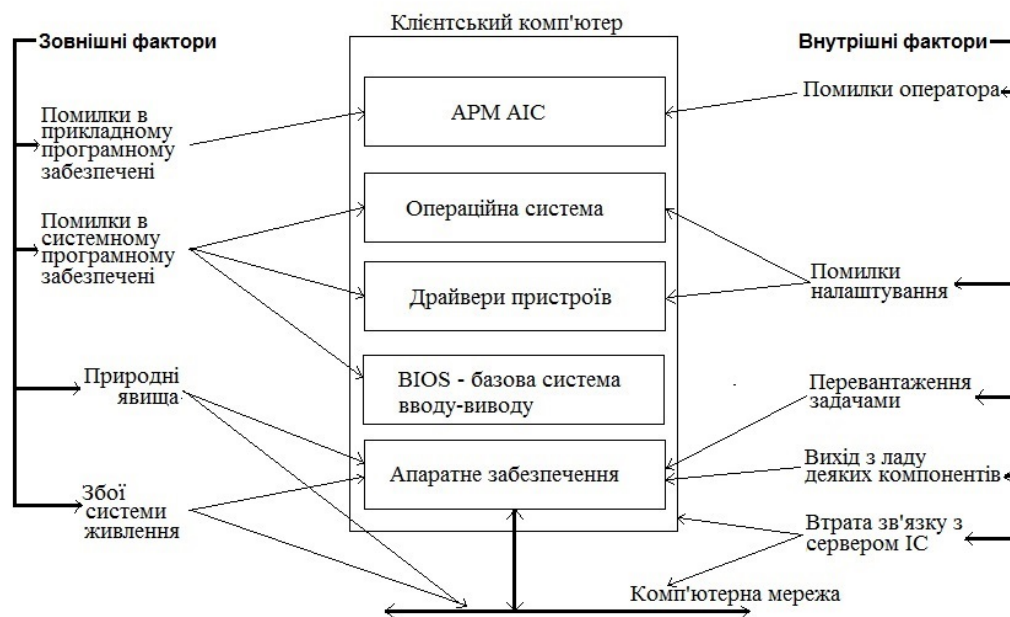 Клієнтський комп'ютер
Зовнішні фактори
Внутрішні фактори
Помилки в
прикладному
програмному
забезпечені
АРМ АІС
Помилки оператора
Помилки в
системному
програмному
забезпечені
Операційна система
Драйвери пристроїв
Помилки
налаштування
Природні
явища
BIOS - базова система
вводу-виводу
Перевантаження
задачами
Апаратне забезпечення
Вихід з ладу
деяких компонентів
Збої
системи
живлення
Втрата зв'язку з
сервером ІС
Комп'ютерна мережа